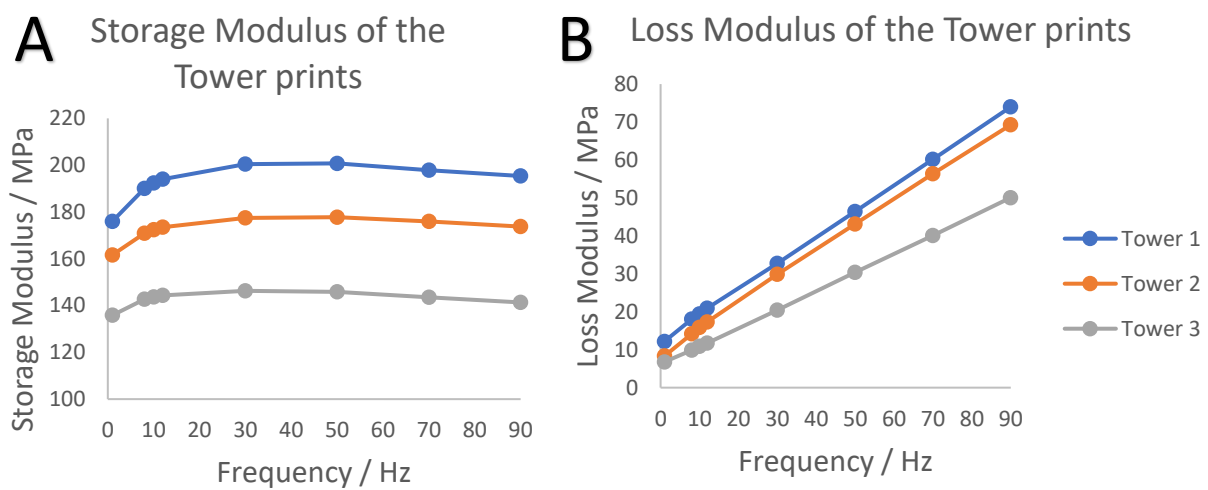 A
Storage Modulus of the
Tower prints
Storage Modulus / MPa
220
200
180
160
140
120
100
0 10 20 30 40 50 60 70 80 90
Frequency / Hz
B
Loss Modulus of the Tower prints
Loss Modulus / MPa
80
70
60
50
40
30
20
10
0
0 10 20 30 40 50 60 70 80 90
Frequency / Hz
Tower 1
Tower 2
Tower 3